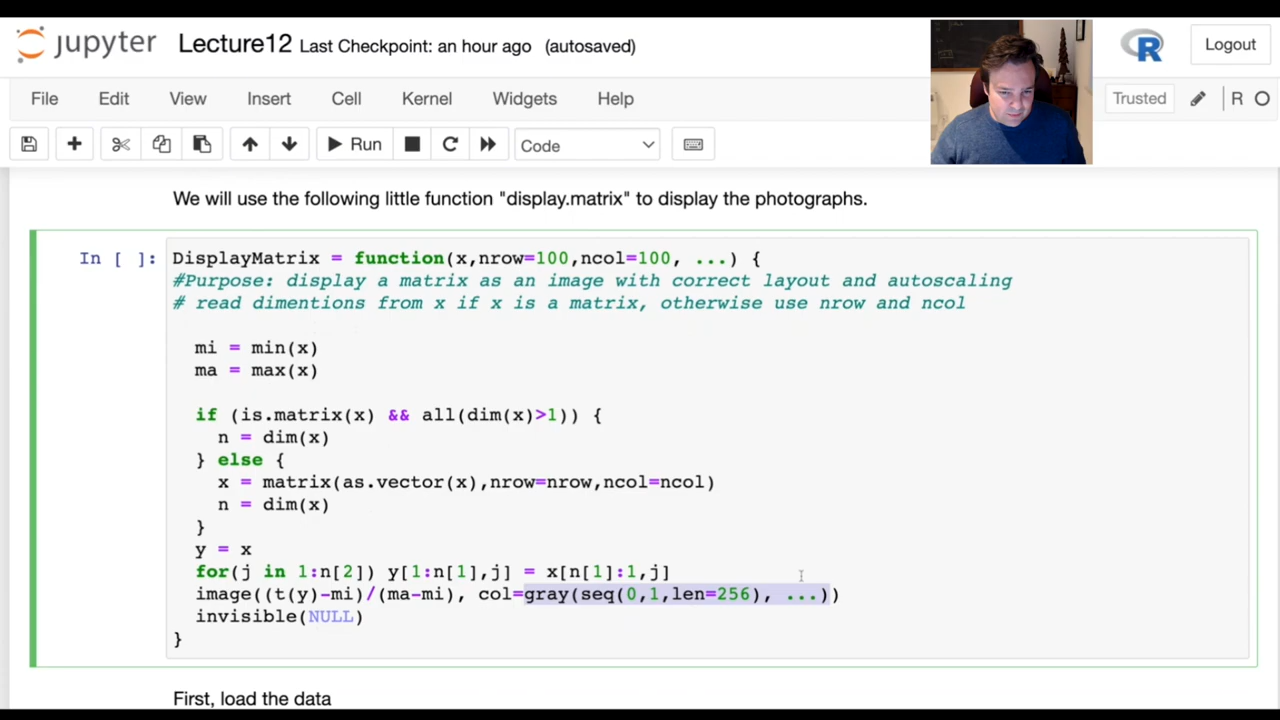 jupyter Lecture12 Last Checkpoint: an hour ago (autosaved) R Logout
File Edit View Insert Cell Kernel Widgets Help Trusted R
Run Code
We will use the following little function "display.matrix" to display the photographs.
In [ ]: DisplayMatrix = function(x,nrow=100,ncol=100, ...) {
#Purpose: display a matrix as an image with correct layout and autoscaling
# read dimentions from x if x is a matrix, otherwise use nrow and ncol
mi = min(x)
ma = max(x)
if (is.matrix(x) && all(dim(x)>1)) {
n = dim(x)
} else {
x = matrix(as.vector(x),nrow=nrow,ncol=ncol)
n = dim(x)
}
y = x
for(j in 1:n[2]) y[1:n[1],j] = x[n[1]:1,j]
image((t(y)-mi)/(ma-mi), col=gray(seq(0,1,len=256), ...))
invisible(NULL)
}
First, load the data